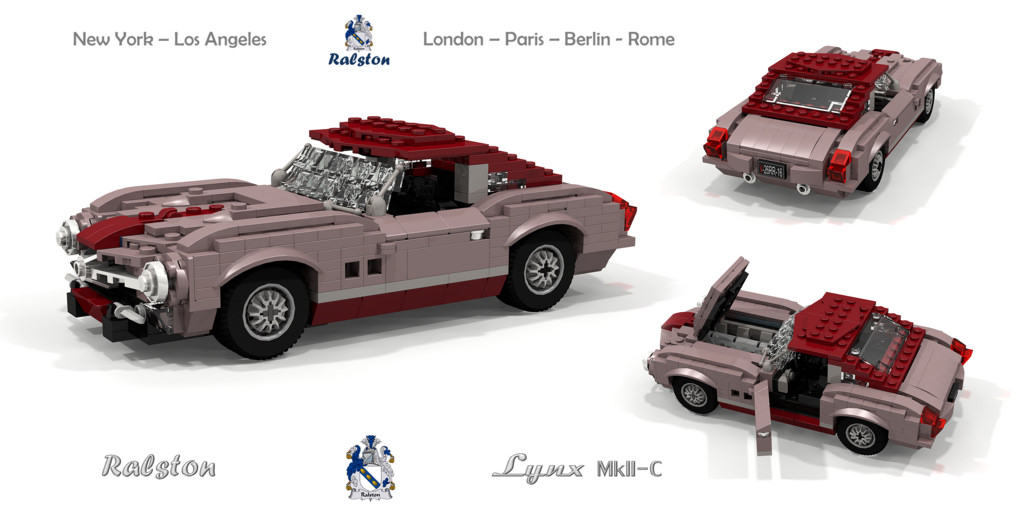 New York – Los Angeles
Ralston
London – Paris – Berlin - Rome
Ralston
Ralston
Lynx MkII-C